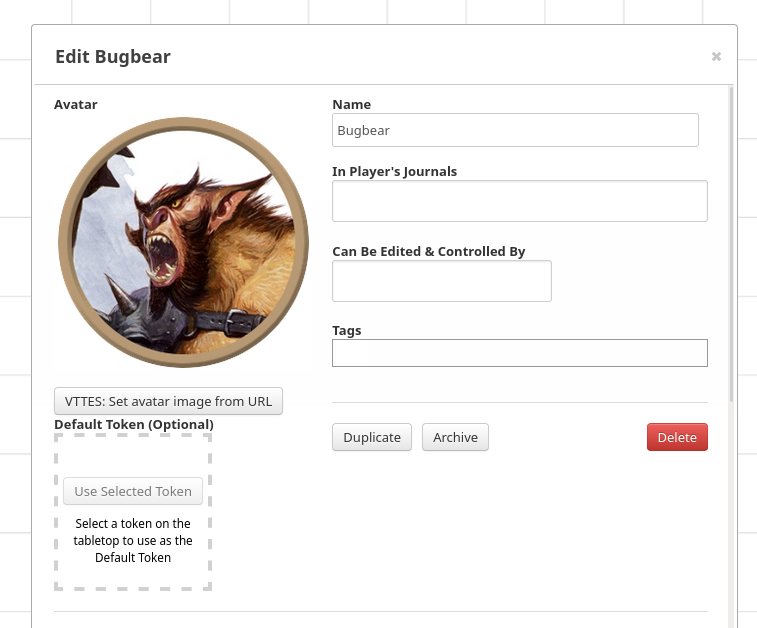 Edit Bugbear
Avatar
VTTES: Set avatar image from URL
Default Token (Optional)
Use Selected Token
Select a token on the
tabletop to use as the
Default Token
Name
Bugbear
In Player's Journals
Can Be Edited & Controlled By
Tags
Duplicate
Archive
Delete